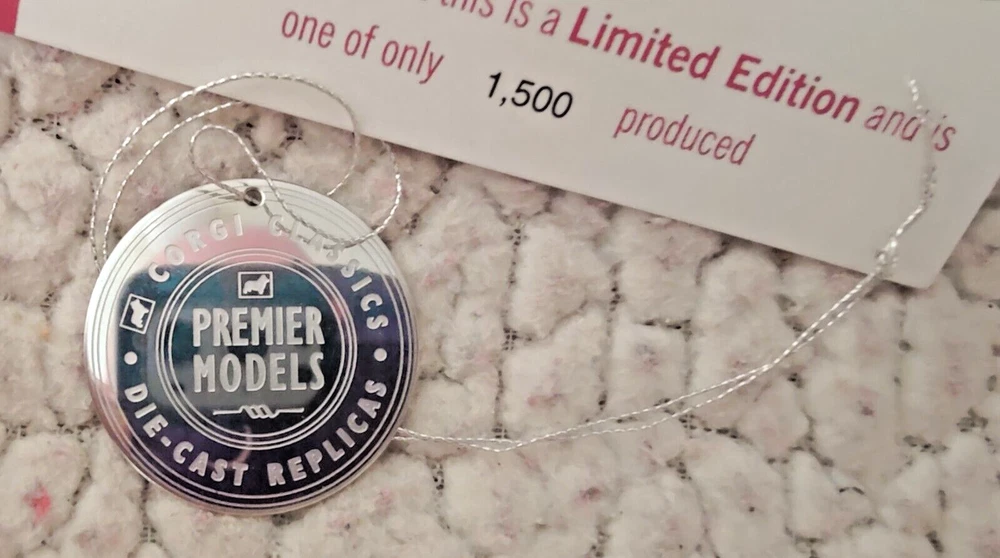 this is a Limited Edition and is
one of only 1,500 produced
CORGI CLASSICS
PREMIER
MODELS
DIE-CAST REPLICAS